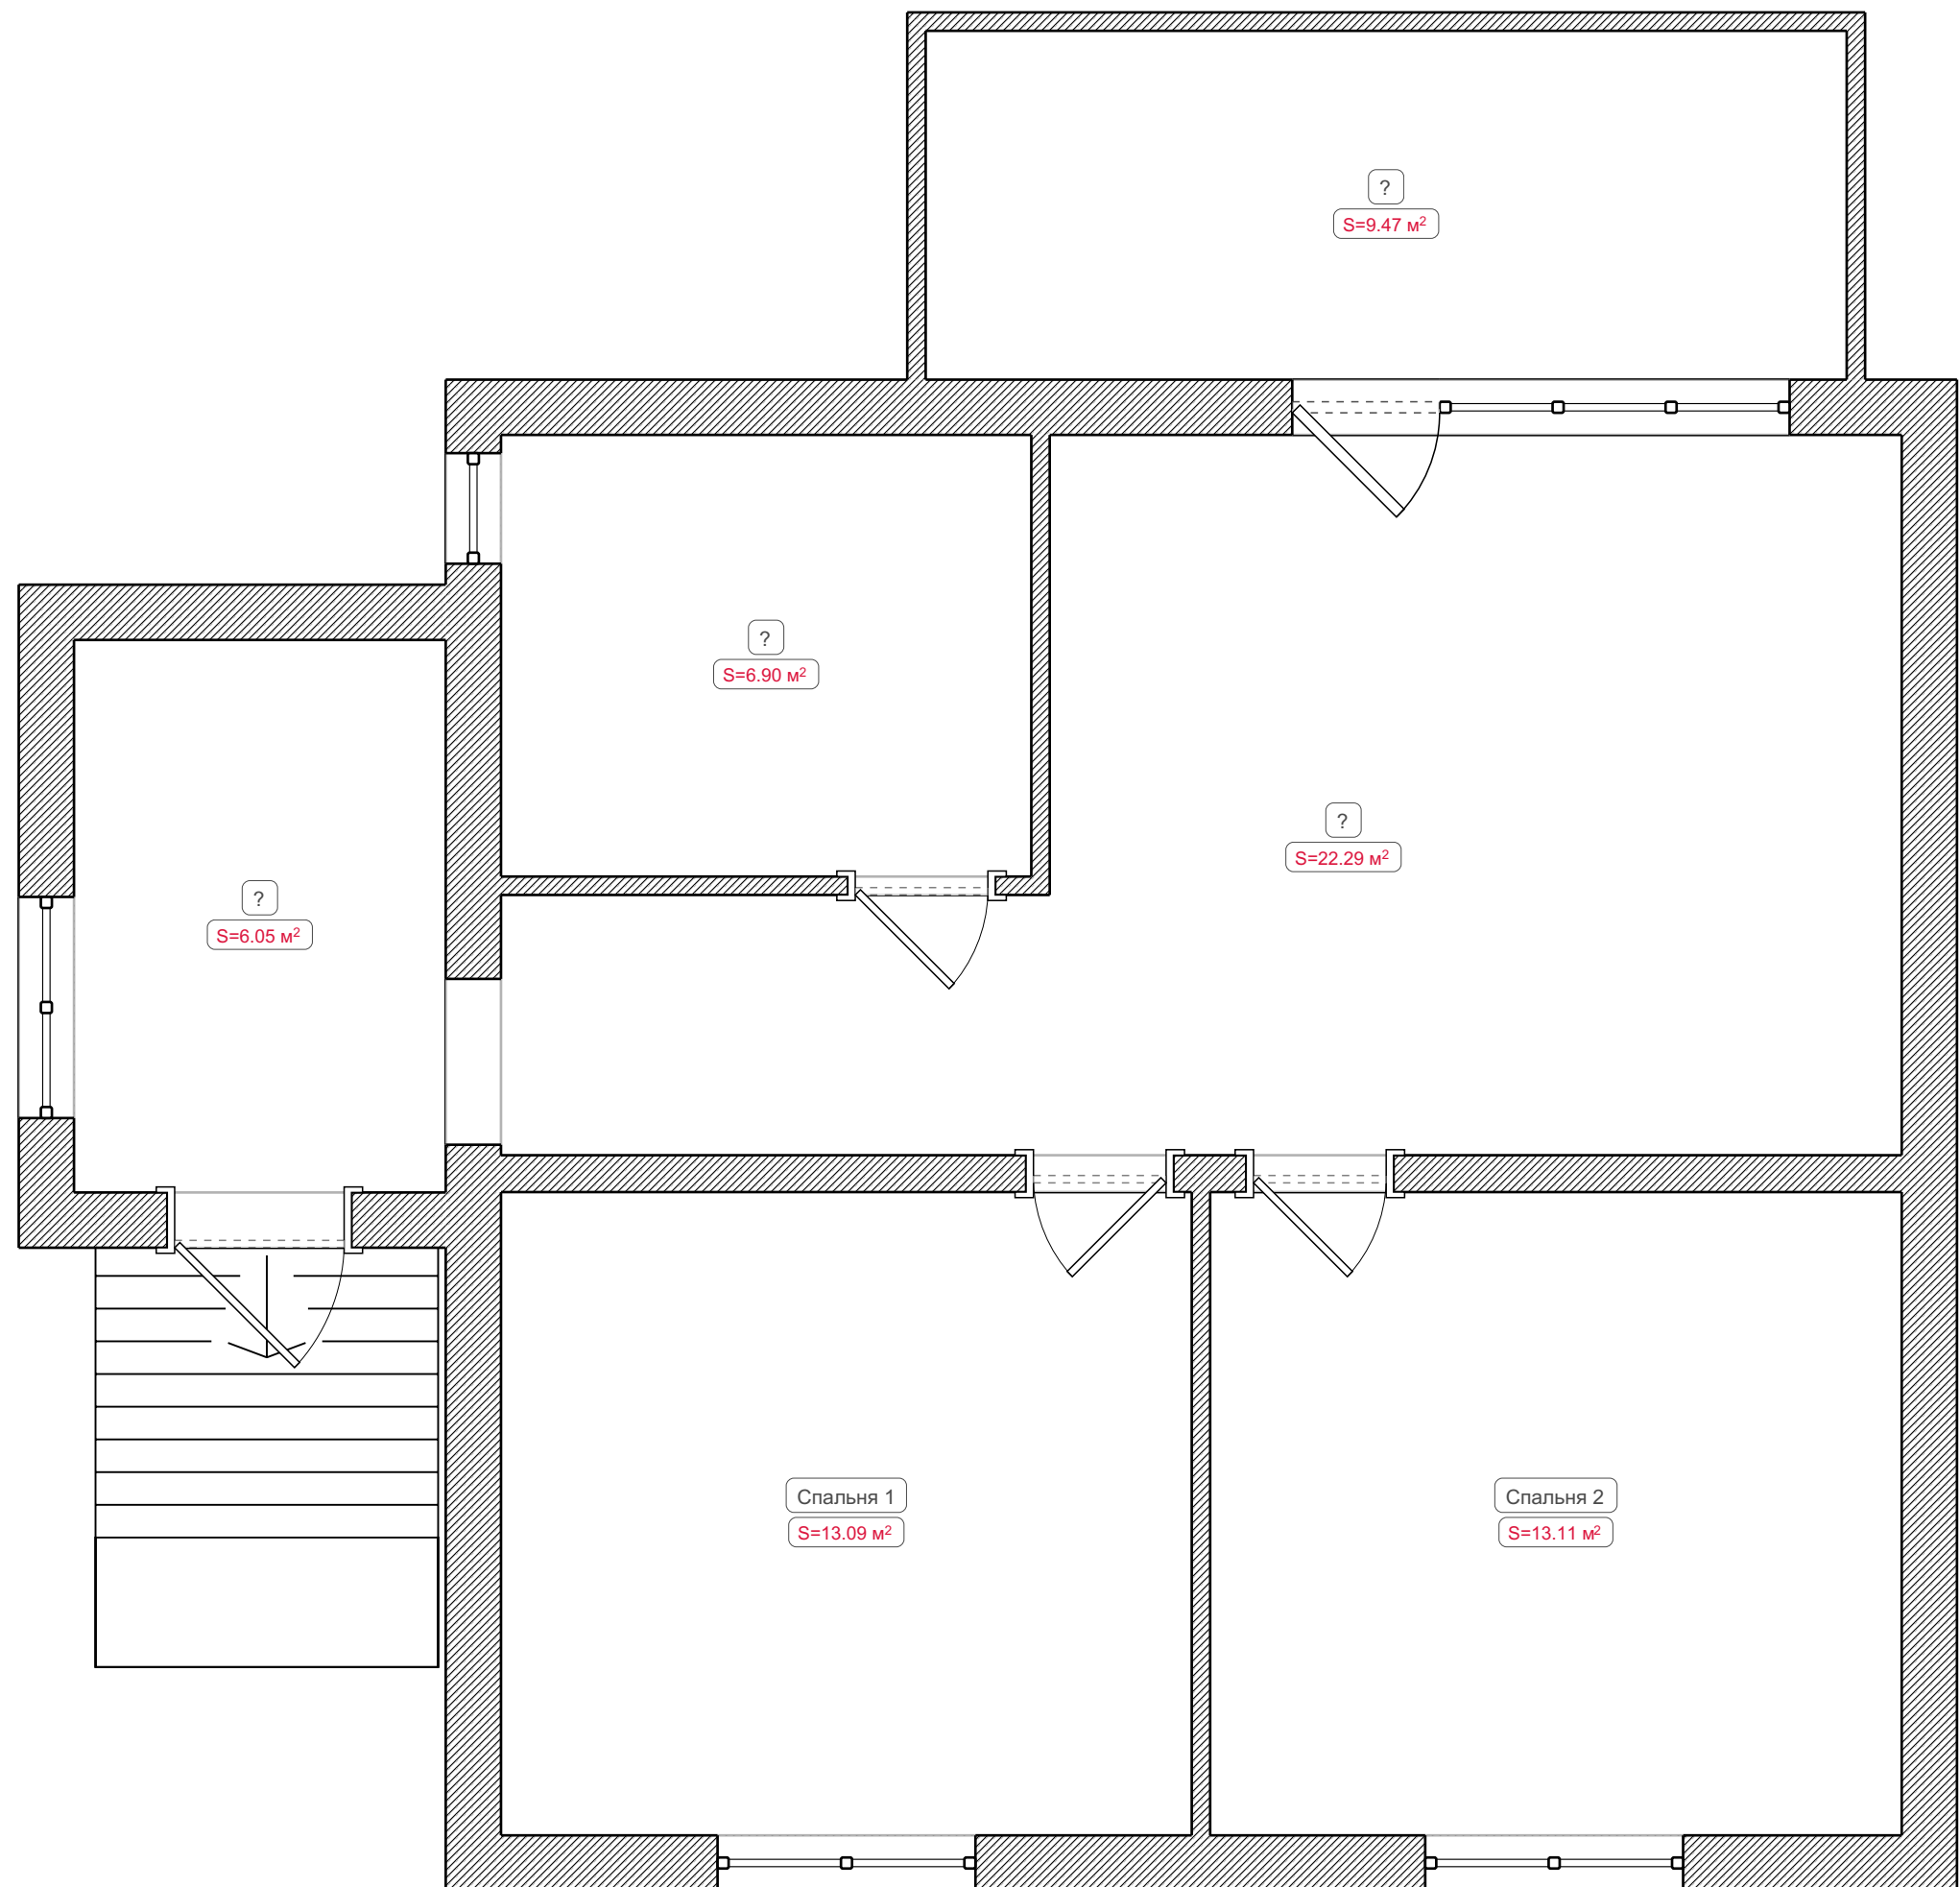 ?
S=9.47 м²
?
S=6.90 м²
?
S=22.29 м²
?
S=6.05 м²
Спальня 1
S=13.09 м²
Спальня 2
S=13.11 м²